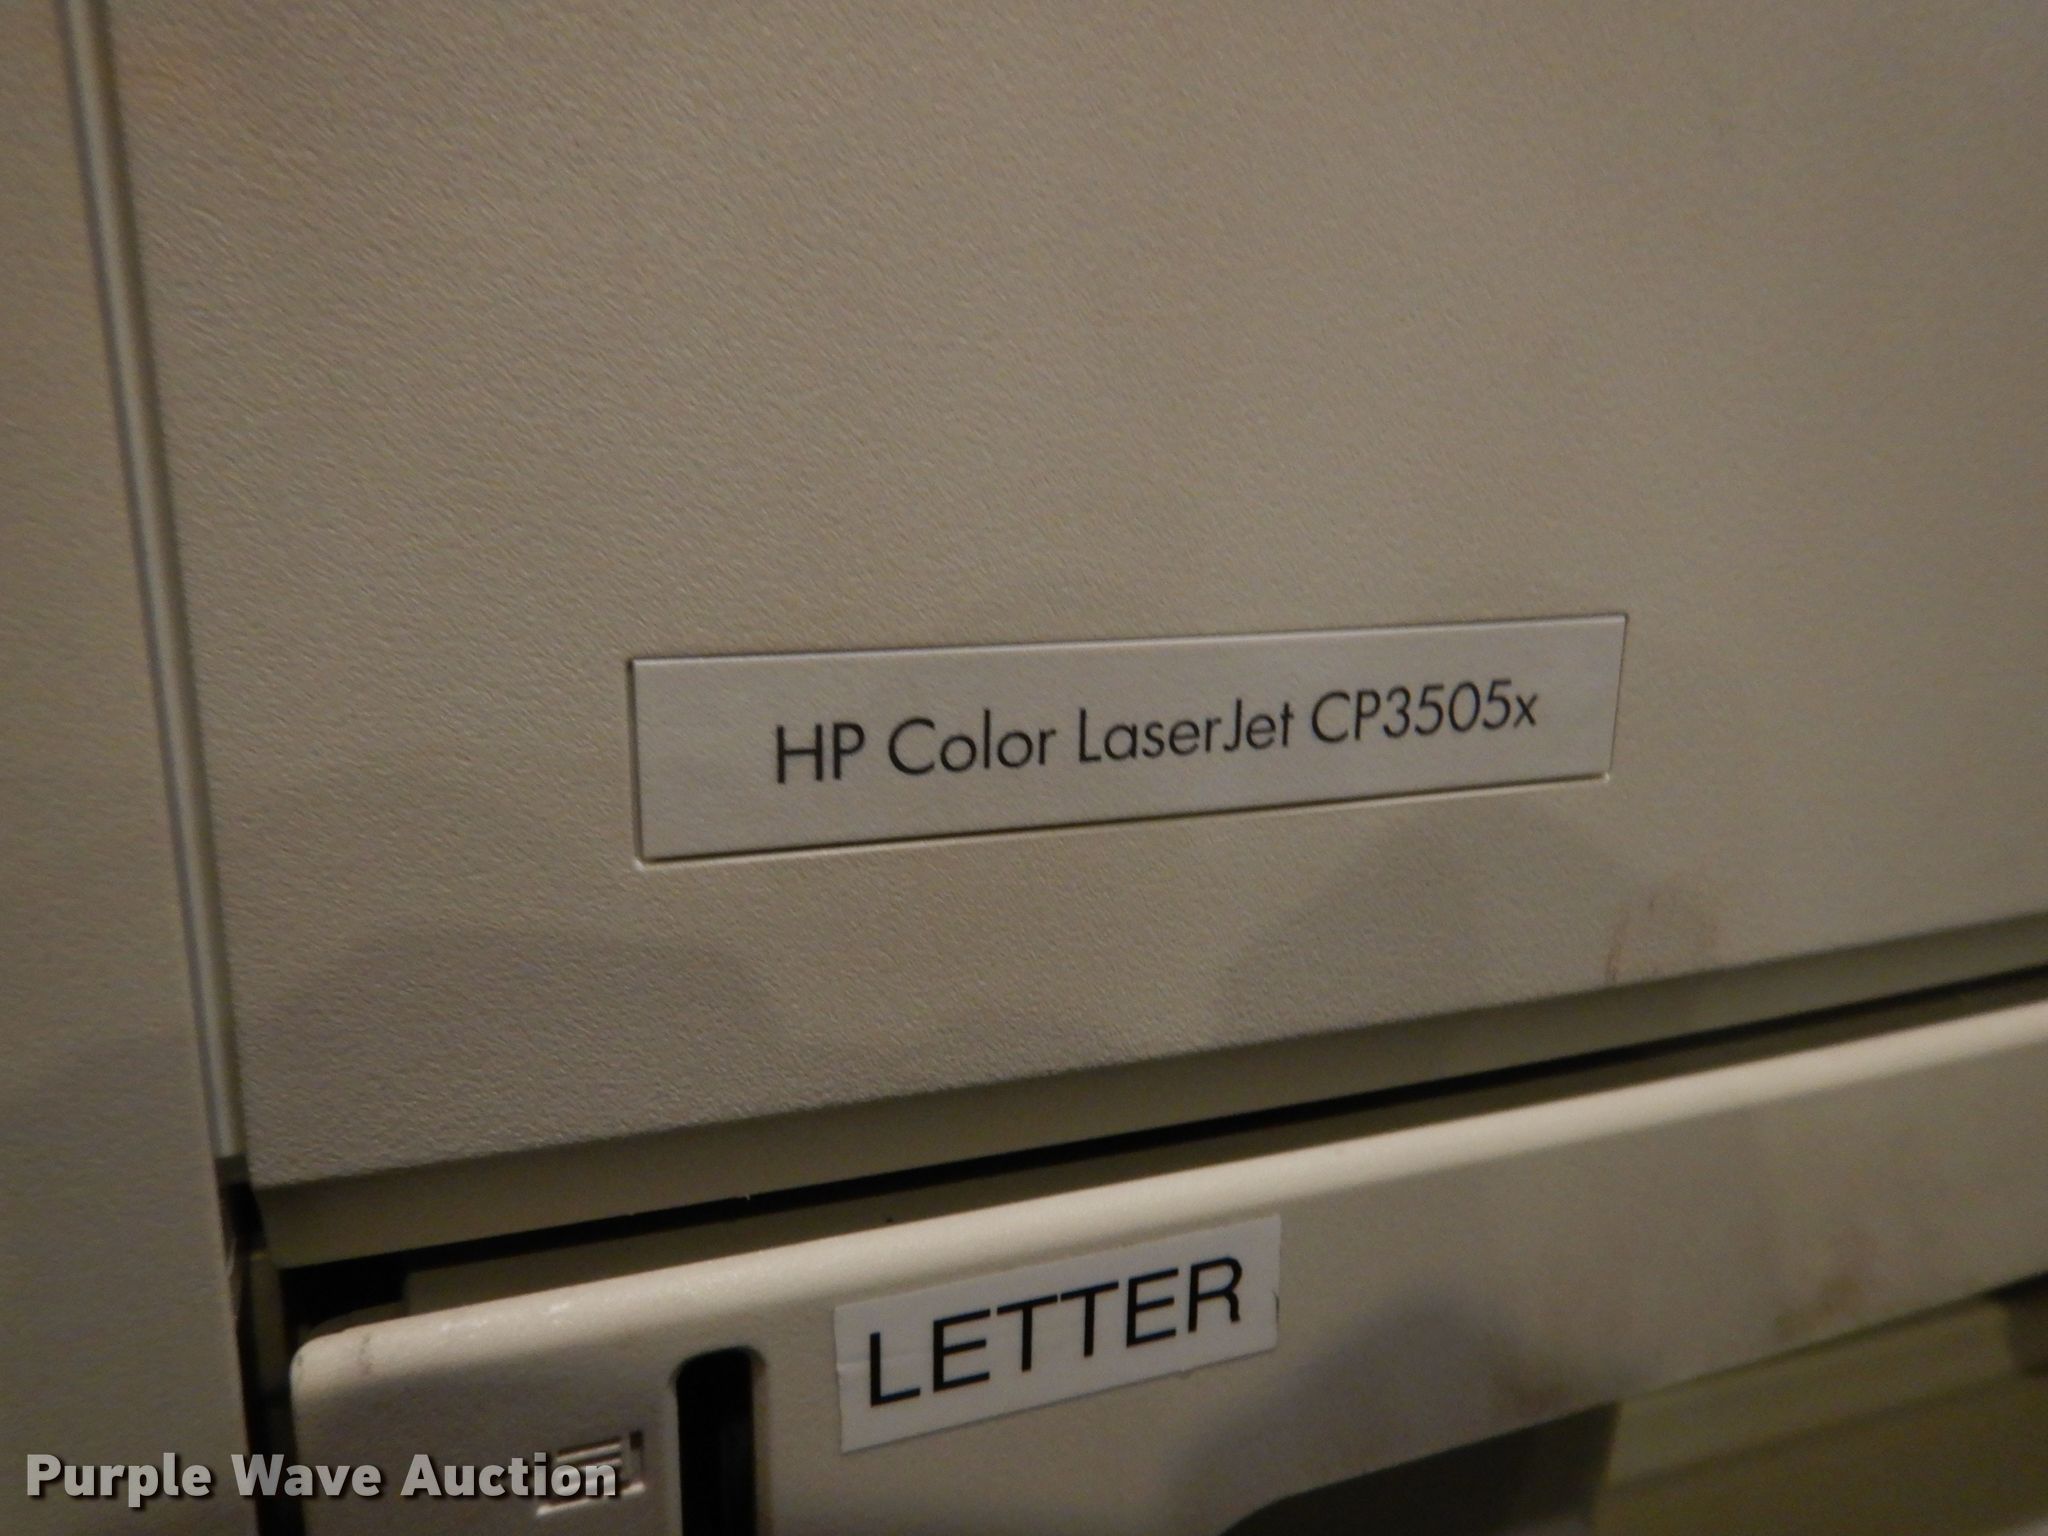 HP Color LaserJet CP3505x
LETTER
Purple Wave Auction